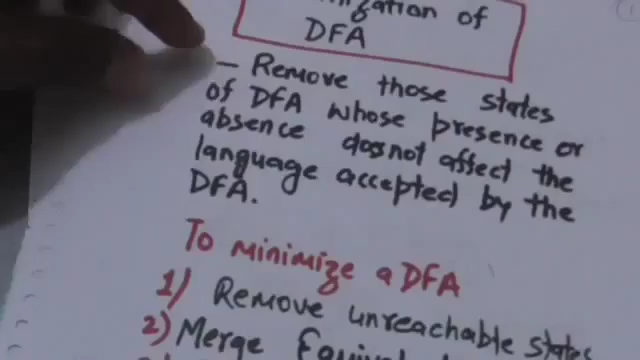 of
DFA
- Remove those states
of DFA whose presence or
absence does not affect the
language accepted by the
DFA.
To minimize a DFA
1) Remove unreachable states
2) Merge